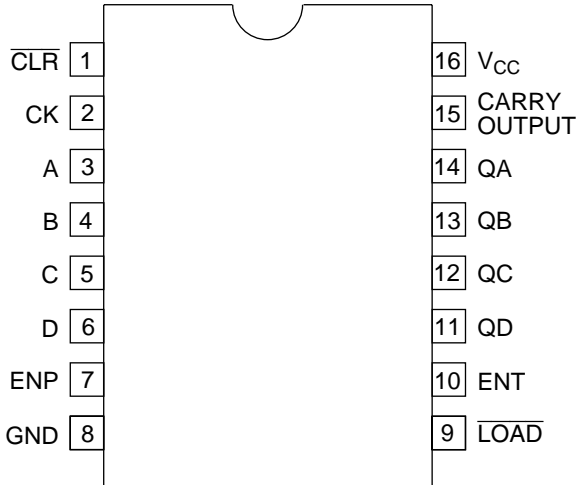 CLR 1
CK 2
A 3
B 4
C 5
D 6
ENP 7
GND 8
16 VCC
15 CARRY
OUTPUT
14 QA
13 QB
12 QC
11 QD
10 ENT
9 LOAD